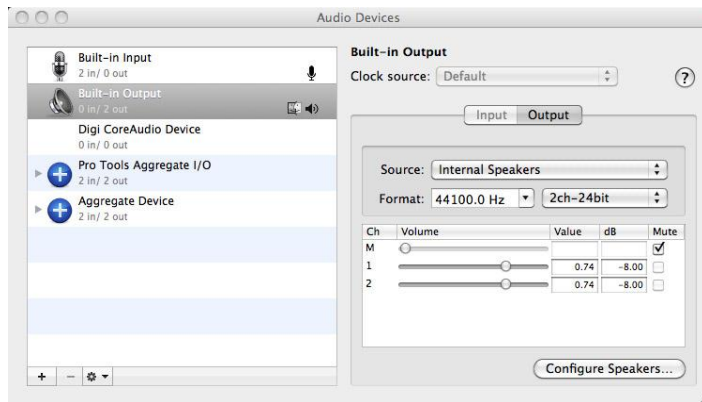 Audio Devices
Built-in Input
2 in/ 0 out
Built-in Output
0 in/ 2 out
Digi CoreAudio Device
0 in/ 0 out
Pro Tools Aggregate I/O
2 in/ 2 out
Aggregate Device
2 in/ 2 out
+ −
Built-in Output
Clock source: Default
?
Input Output
Source: Internal Speakers
Format: 44100.0 Hz 2ch-24bit
Ch Volume Value dB Mute
M
1 0.74 -8.00
2 0.74 -8.00
Configure Speakers...